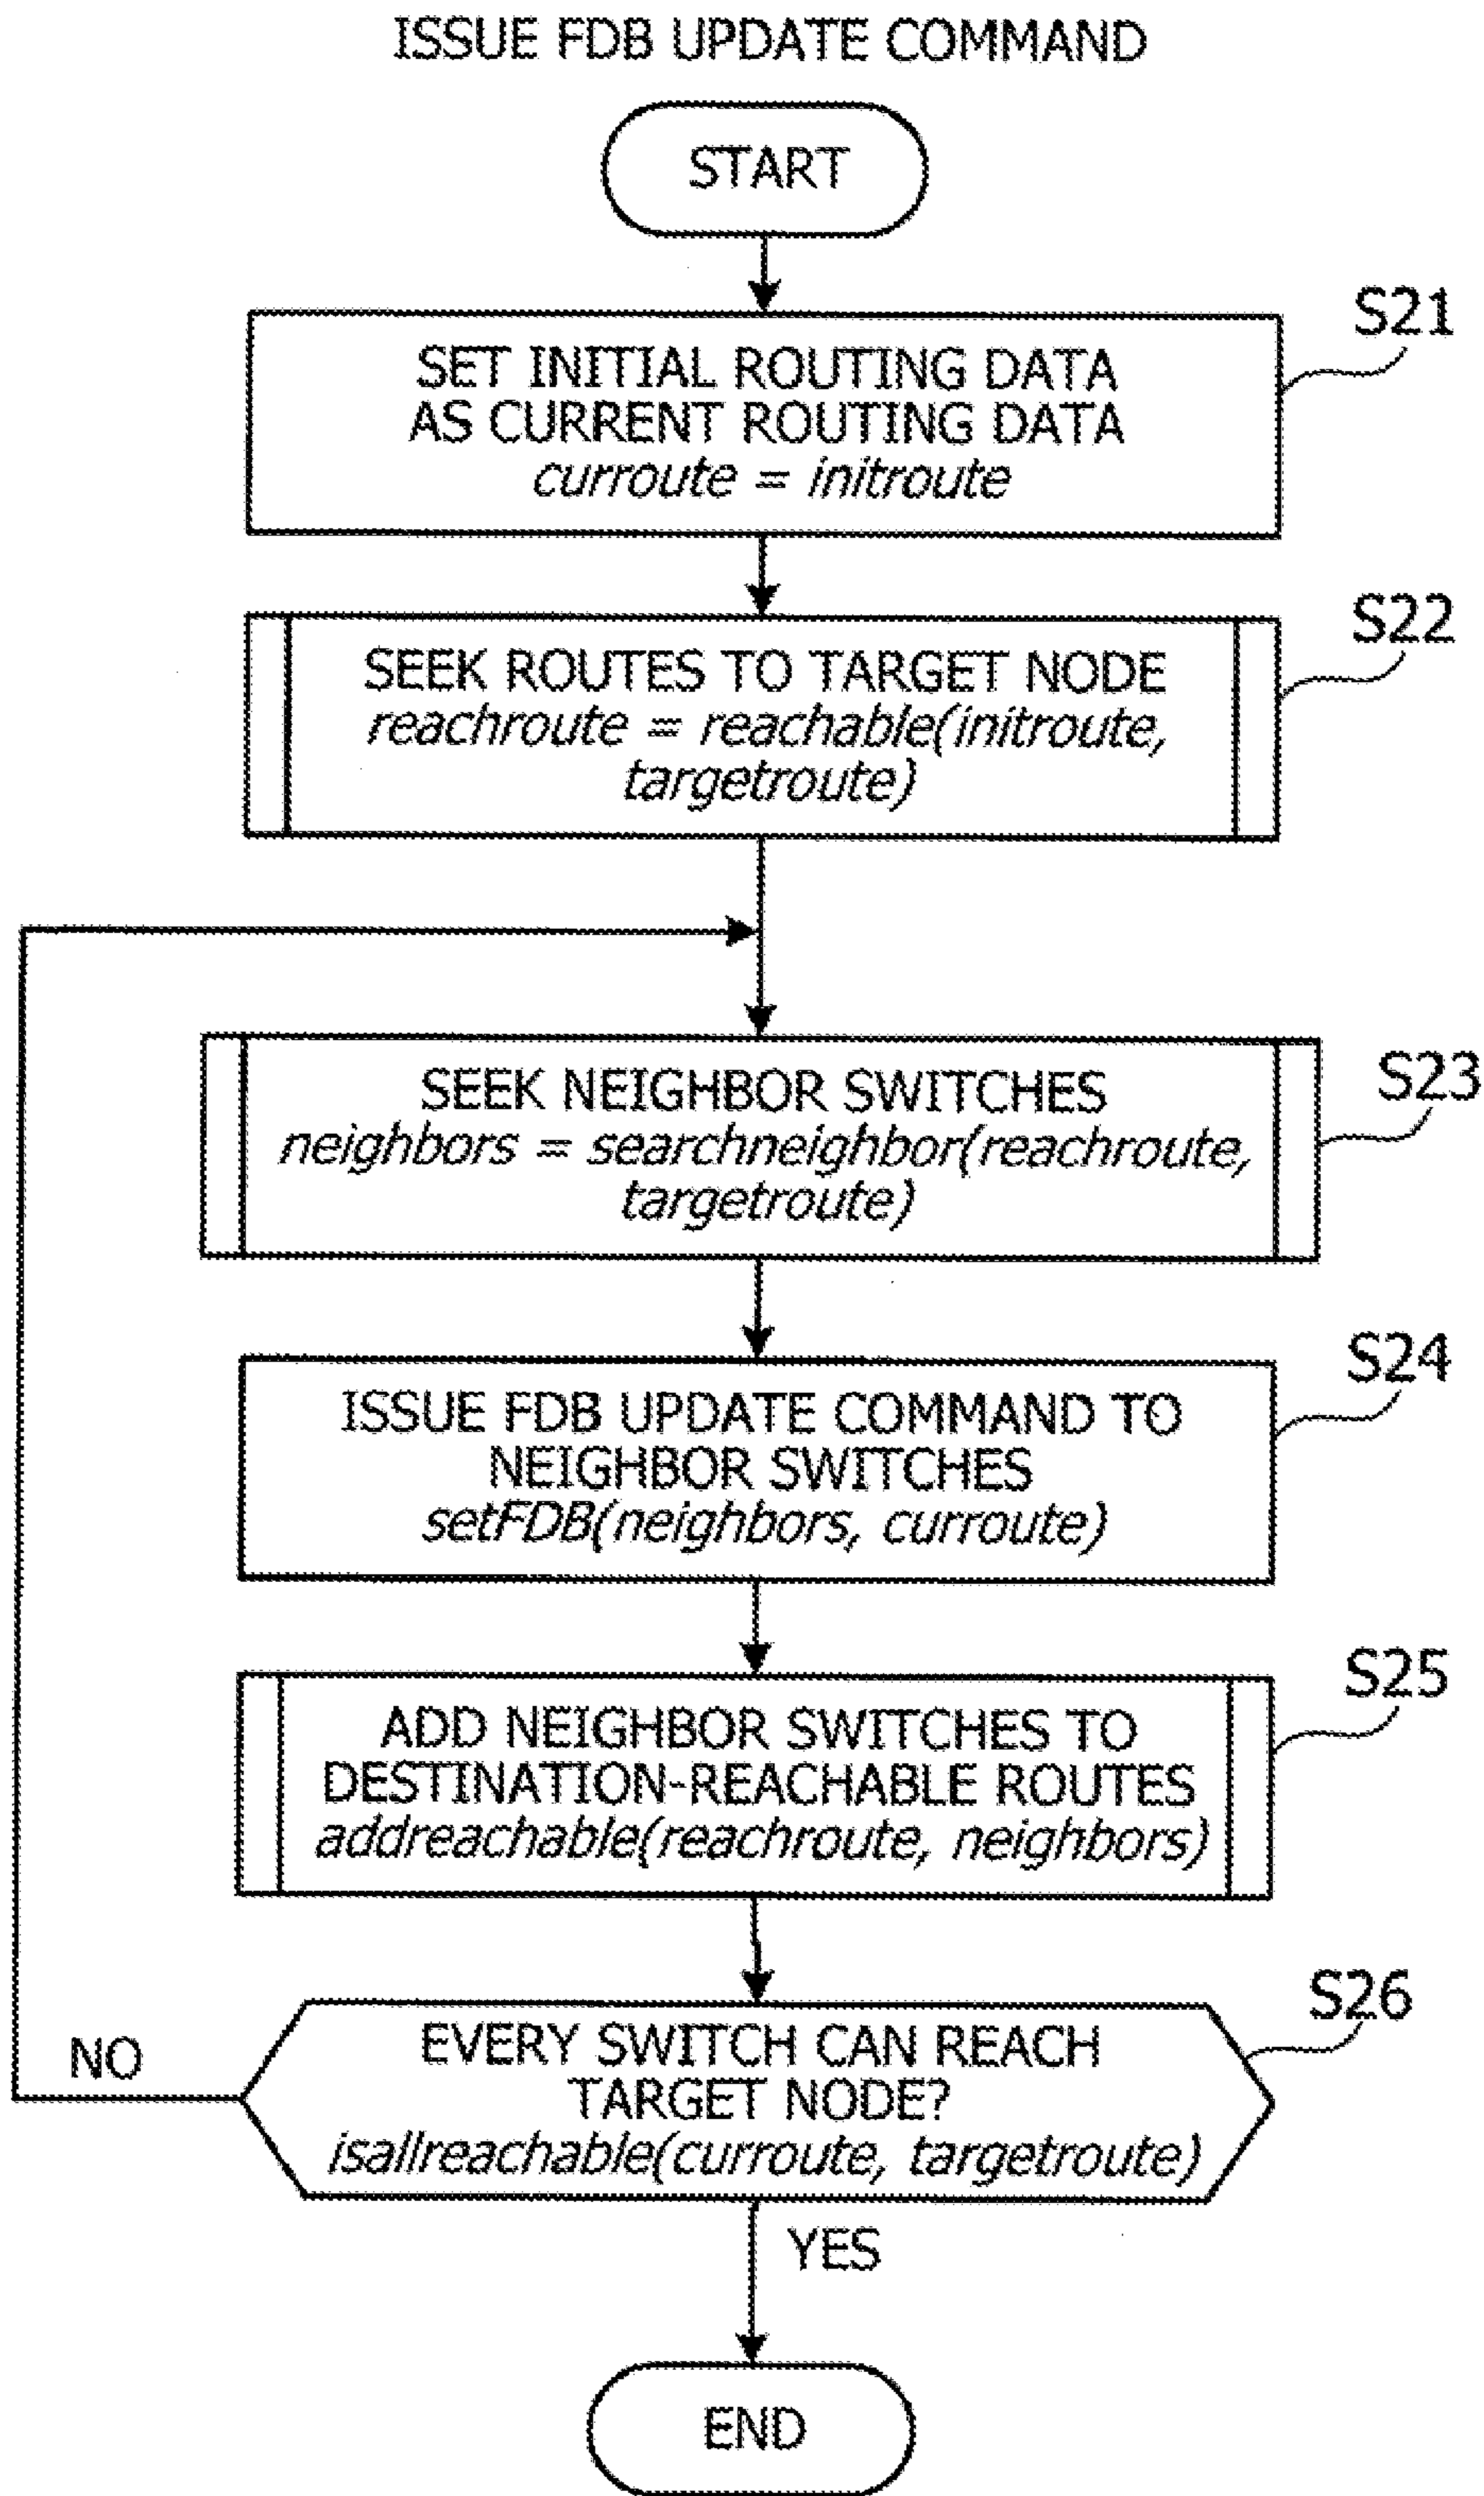 ISSUE FDB UPDATE COMMAND
START
S21
SET INITIAL ROUTING DATA
AS CURRENT ROUTING DATA
curroute = initroute
S22
SEEK ROUTES TO TARGET NODE
reachroute = reachable(initroute,
targetroute)
S23
SEEK NEIGHBOR SWITCHES
neighbors = searchneighbor(reachroute,
targetroute)
S24
ISSUE FDB UPDATE COMMAND TO
NEIGHBOR SWITCHES
setFDB(neighbors, curroute)
S25
ADD NEIGHBOR SWITCHES TO
DESTINATION-REACHABLE ROUTES
addreachable(reachroute, neighbors)
S26
EVERY SWITCH CAN REACH
TARGET NODE?
isallreachable(curroute, targetroute)
NO
YES
END